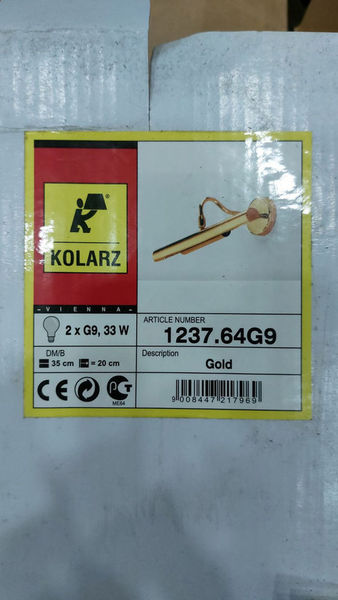 KOLARZ
-VIENNA-
2 x G9, 33 W
ARTICLE NUMBER
1237.64G9
DM/B
= 35 cm = 20 cm
Description
Gold
CE
PCT
ME64
9 008447 217969